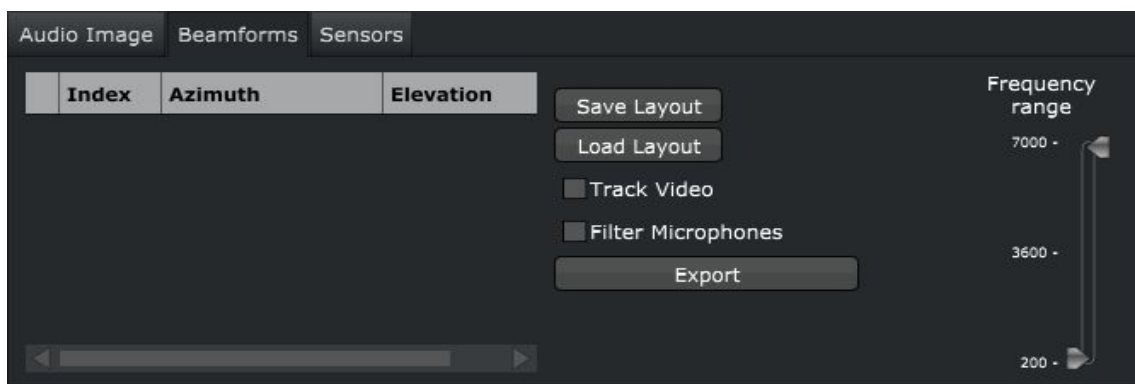 Audio Image Beamforms Sensors
Index Azimuth Elevation
Save Layout
Load Layout
Track Video
Filter Microphones
Export
Frequency
range
7000 -
3600 -
200 -